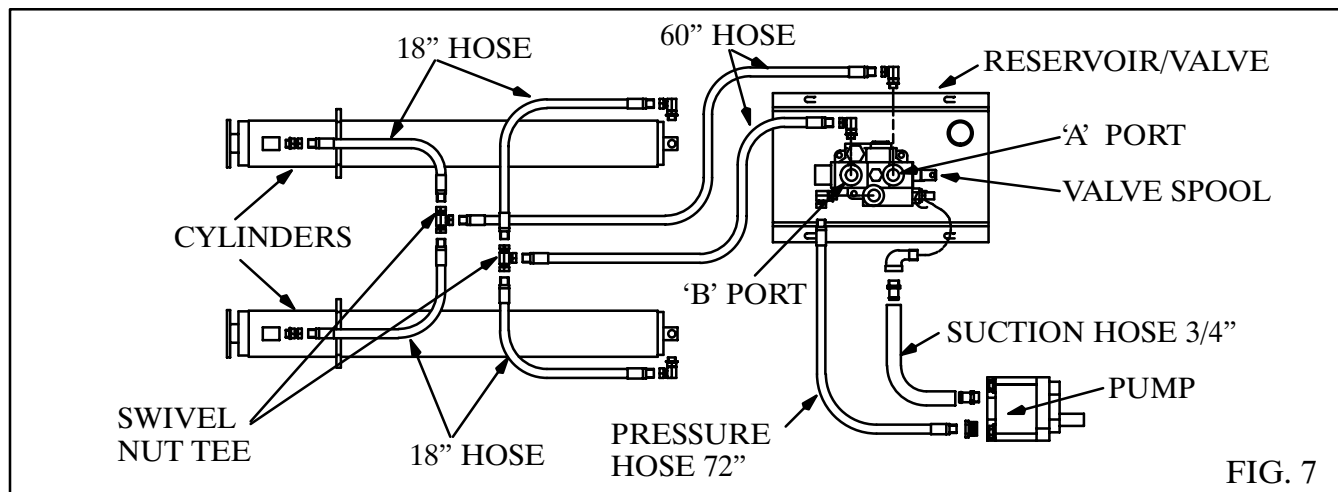 18” HOSE
60” HOSE
RESERVOIR/VALVE
‘A’ PORT
VALVE SPOOL
CYLINDERS
‘B’ PORT
SUCTION HOSE 3/4”
PUMP
SWIVEL
NUT TEE
18” HOSE
PRESSURE
HOSE 72”
FIG. 7